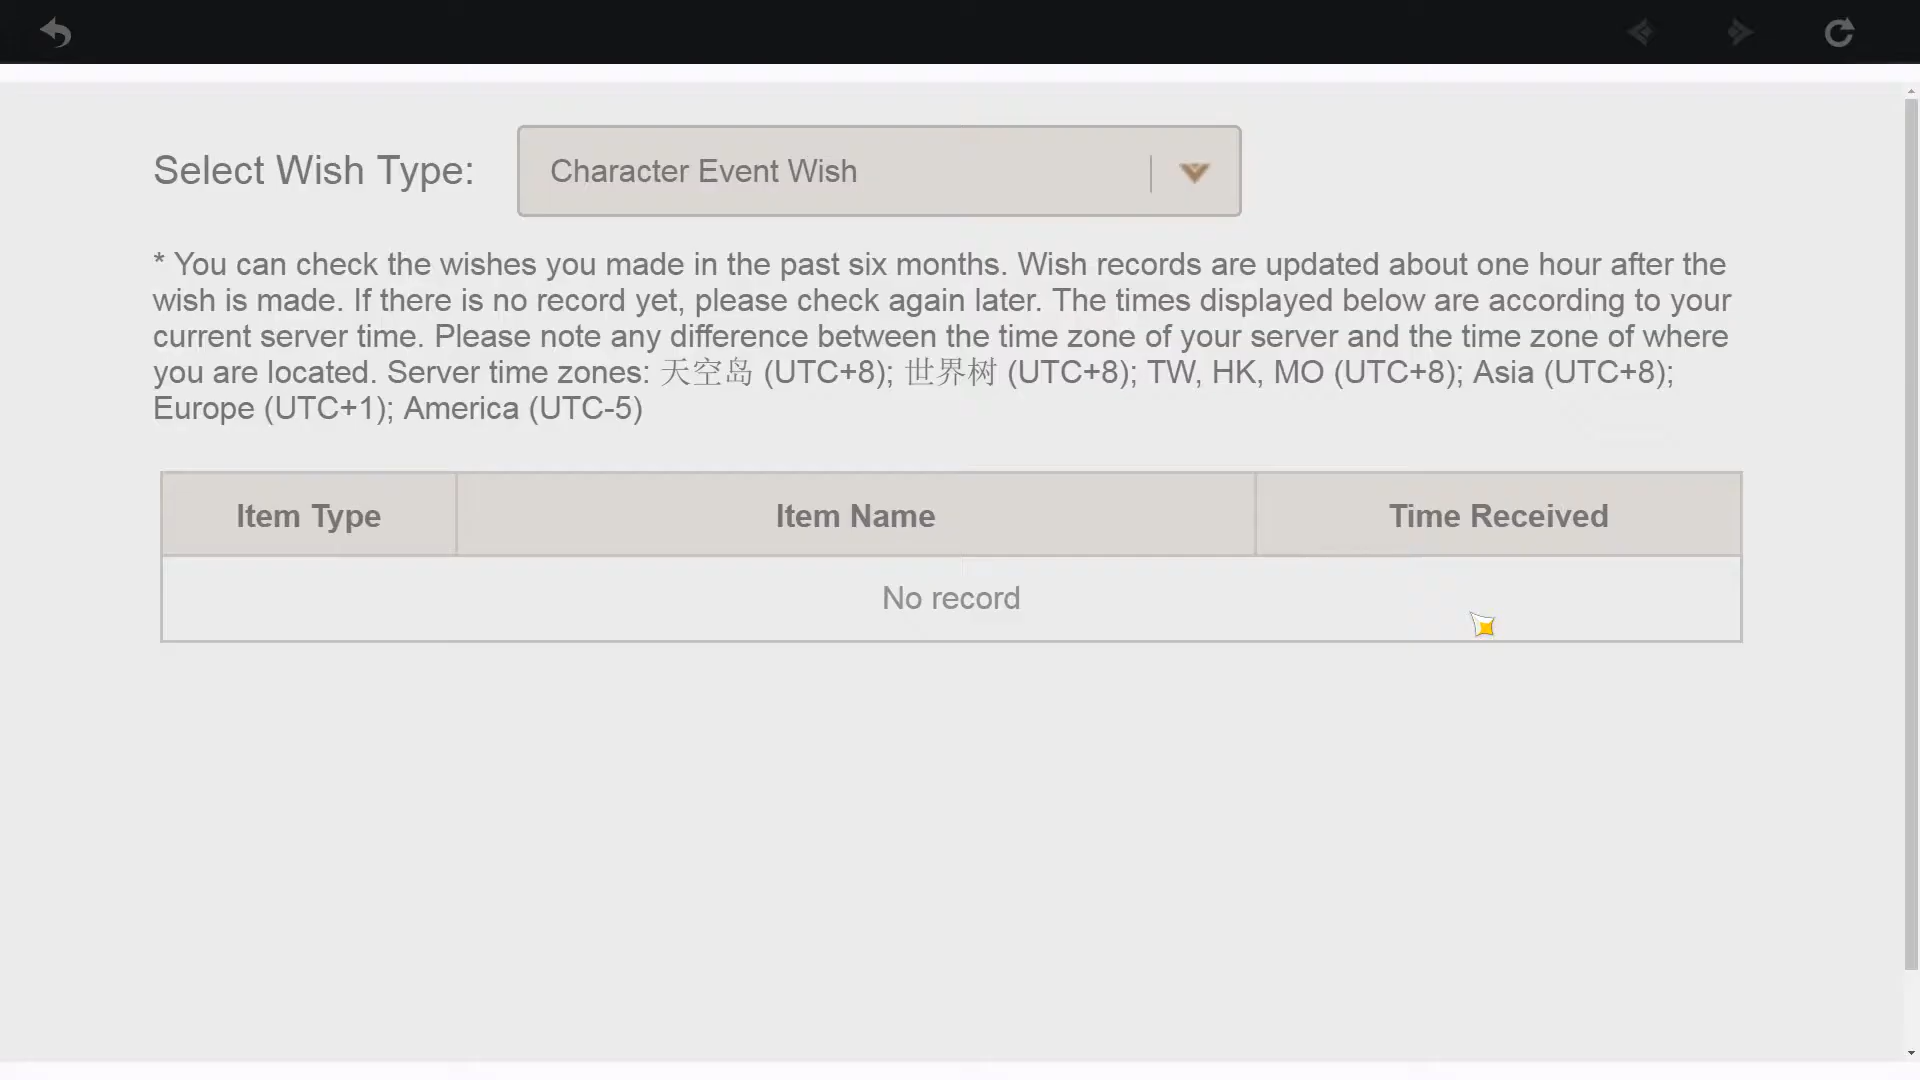 Select Wish Type:
Character Event Wish
* You can check the wishes you made in the past six months. Wish records are updated about one hour after the
wish is made. If there is no record yet, please check again later. The times displayed below are according to your
current server time. Please note any difference between the time zone of your server and the time zone of where
you are located. Server time zones: 天空岛 (UTC+8); 世界树 (UTC+8); TW, HK, MO (UTC+8); Asia (UTC+8);
Europe (UTC+1); America (UTC-5)
Item Type
Item Name
Time Received
No record